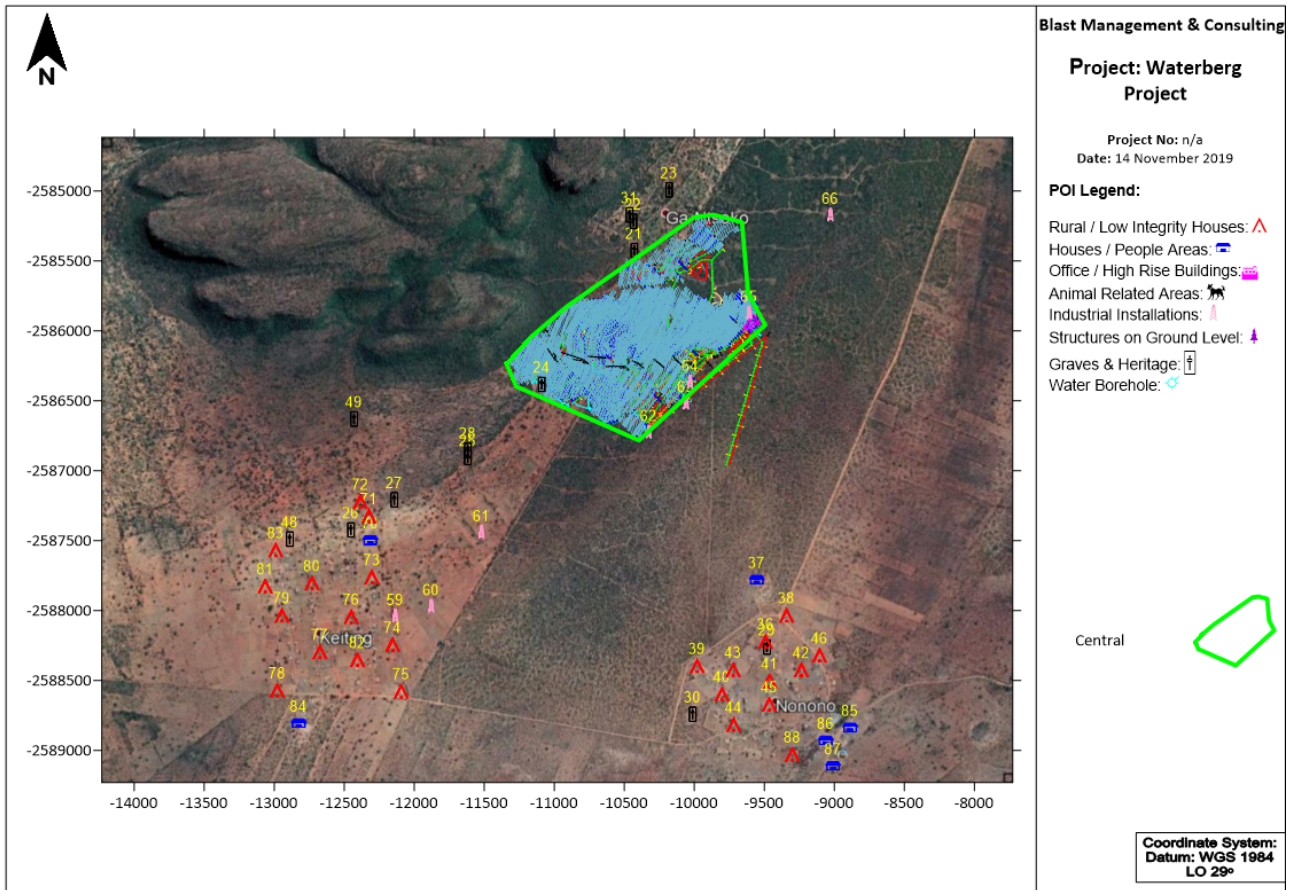 Blast Management & Consulting
Project: Waterberg
Project
Project No: n/a
Date: 14 November 2019
POI Legend:
Rural / Low Integrity Houses:
Houses / People Areas:
Office / High Rise Buildings:
Animal Related Areas:
Industrial Installations:
Structures on Ground Level:
Graves & Heritage:
Water Borehole:
Central
Coordinate System:
Datum: WGS 1984
LO 29º
N
-2585000
-2585500
-2586000
-2586500
-2587000
-2587500
-2588000
-2588500
-2589000
-14000 -13500 -13000 -12500 -12000 -11500 -11000 -10500 -10000 -9500 -9000 -8500 -8000
23
31
22
66
21
24
64
62
49
28
27
72
71
26
48
83
61
73
80
81
60
59
76
79
74
77
Keiting
82
75
78
84
37
38
36
29
46
39
43
42
41
40
45
30
44
Nonono
85
86
87
88